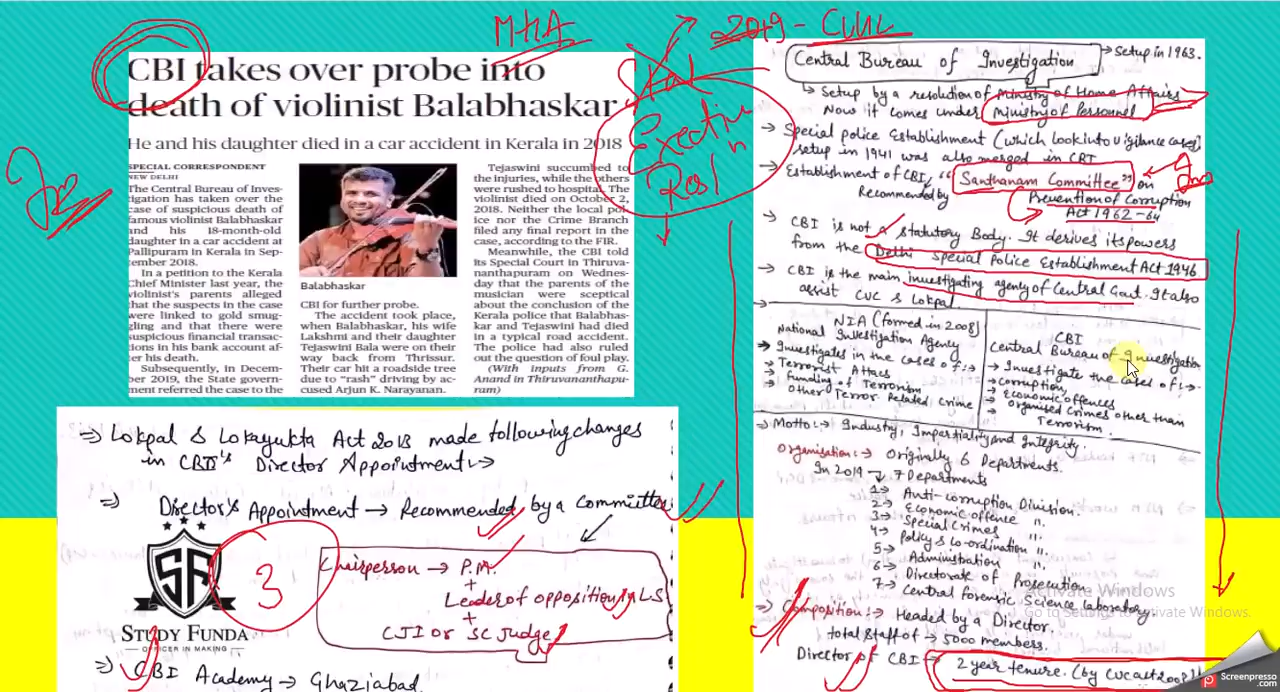 MHA
2019 - CVC
CBI takes over probe into
death of violinist Balabhaskar
He and his daughter died in a car accident in Kerala in 2018
SPECIAL CORRESPONDENT
NEW DELHI
The Central Bureau of Inves-
tigation has taken over the
case of suspicious death of
famous violinist Balabhaskar
and his 18-month-old
daughter in a car accident at
Pallipuram in Kerala in Sep-
tember 2018.
In a petition to the Kerala
Chief Minister last year, the
violinist's parents alleged
that the suspects in the case
were linked to gold smug-
gling and that there were
suspicious financial transac-
tions in his bank account af-
ter his death.
Subsequently, in Decem-
ber 2019, the State govern-
ment referred the case to the
Balabhaskar
CBI for further probe.
The accident took place,
when Balabhaskar, his wife
Lakshmi and their daughter
Tejaswini Bala were on their
way back from Thrissur.
Their car hit a roadside tree
due to "rash" driving by ac-
cused Arjun K. Narayanan.
Tejaswini succumbed to
the injuries, while the others
were rushed to hospital. The
violinist died on October 2,
2018. Neither the local pol
ice nor the Crime Branch
filed any final report in the
case, according to the FIR.
Meanwhile, the CBI told
its Special Court in Thiruva-
nanthapuram on Wednes-
day that the parents of the
musician were sceptical
about the conclusion of the
Kerala police that Balabhas-
kar and Tejaswini had died
in a typical road accident.
The police had also ruled
out the question of foul play.
(With inputs from G.
Anand in Thiruvananthapu-
ram)
Executive
Resln
⇒ Lokpal & Lokayukta Act 2013 made following changes
in CBI's Director Appointment :→
⇒ Director's Appointment → Recommended by a Committee
3
Chairperson → P.M.
+
Leader of opposition in LS
+
CJI or SC Judge
SF
STUDY FUNDA
OFFICER IN MAKING
⇒ CBI Academy → Ghaziabad
Central Bureau of Investigation → Setup in 1963.
↳ Setup by a resolution of Ministry of Home Affairs
Now it comes under Ministry of Personnel
→ Special police Establishment (which look into vigilance cases)
setup in 1941 was also merged in CBI
→ Establishment of CBI, "Santhanam Committee" on
Recommended by Prevention of Corruption
Act 1962-64
→ CBI is not a statutory Body. It derives its powers
from the Delhi Special Police Establishment Act 1946
→ CBI is the main investigating agency of Central Govt. It also
assist CVC & Lokpal
NIA (formed in 2008)
National Investigation Agency
→ Investigates in the cases of :→
→ Terrorist Attacs
→ Funding of Terrorism
→ Other Terror Related Crime
CBI
Central Bureau of Investigation
→ Investigate the cases of :→
→ Corruption
→ Economic offences
→ Organised Crimes other than
Terrorism.
→ Motto :→ Industry, Impartiality and Integrity.
Organisation :→ Originally 6 Departments.
In 2019 → 7 Departments
1→ Anti-corruption Division.
2→ Economic offence ".
3→ Special Crimes "
4→ Policy & co-ordination ".
5→ Administration ".
6→ Directorate of Prosecution
7→ Central Forensic Science laboratory
→ Composition :→ Headed by a Director.
total staff of → 5000 members.
Director of CBI → 2 year tenure. (by CVC act 2003)
Activate Windows
Go to Settings to activate Windows.
Screenpresso
.com